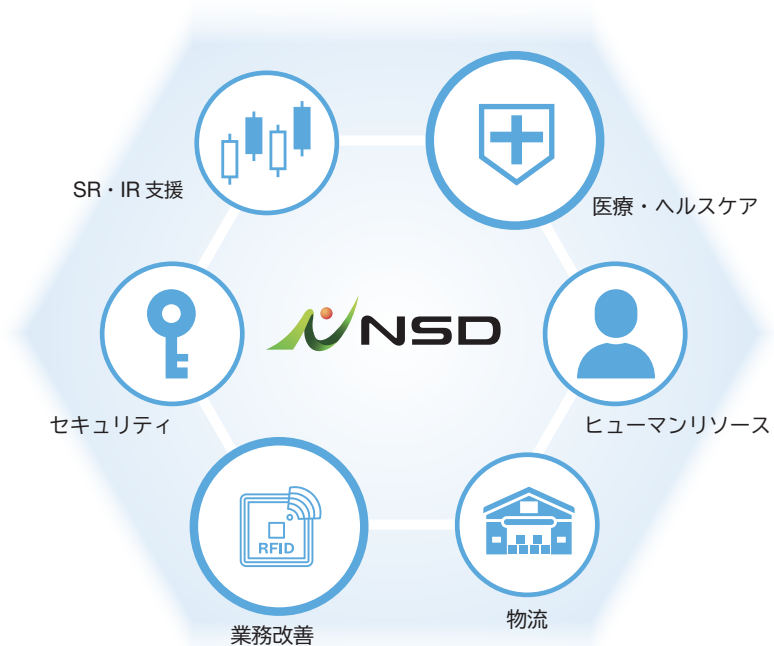 SR・IR 支援
医療・ヘルスケア
NSD
セキュリティ
ヒューマンリソース
RFID
業務改善
物流